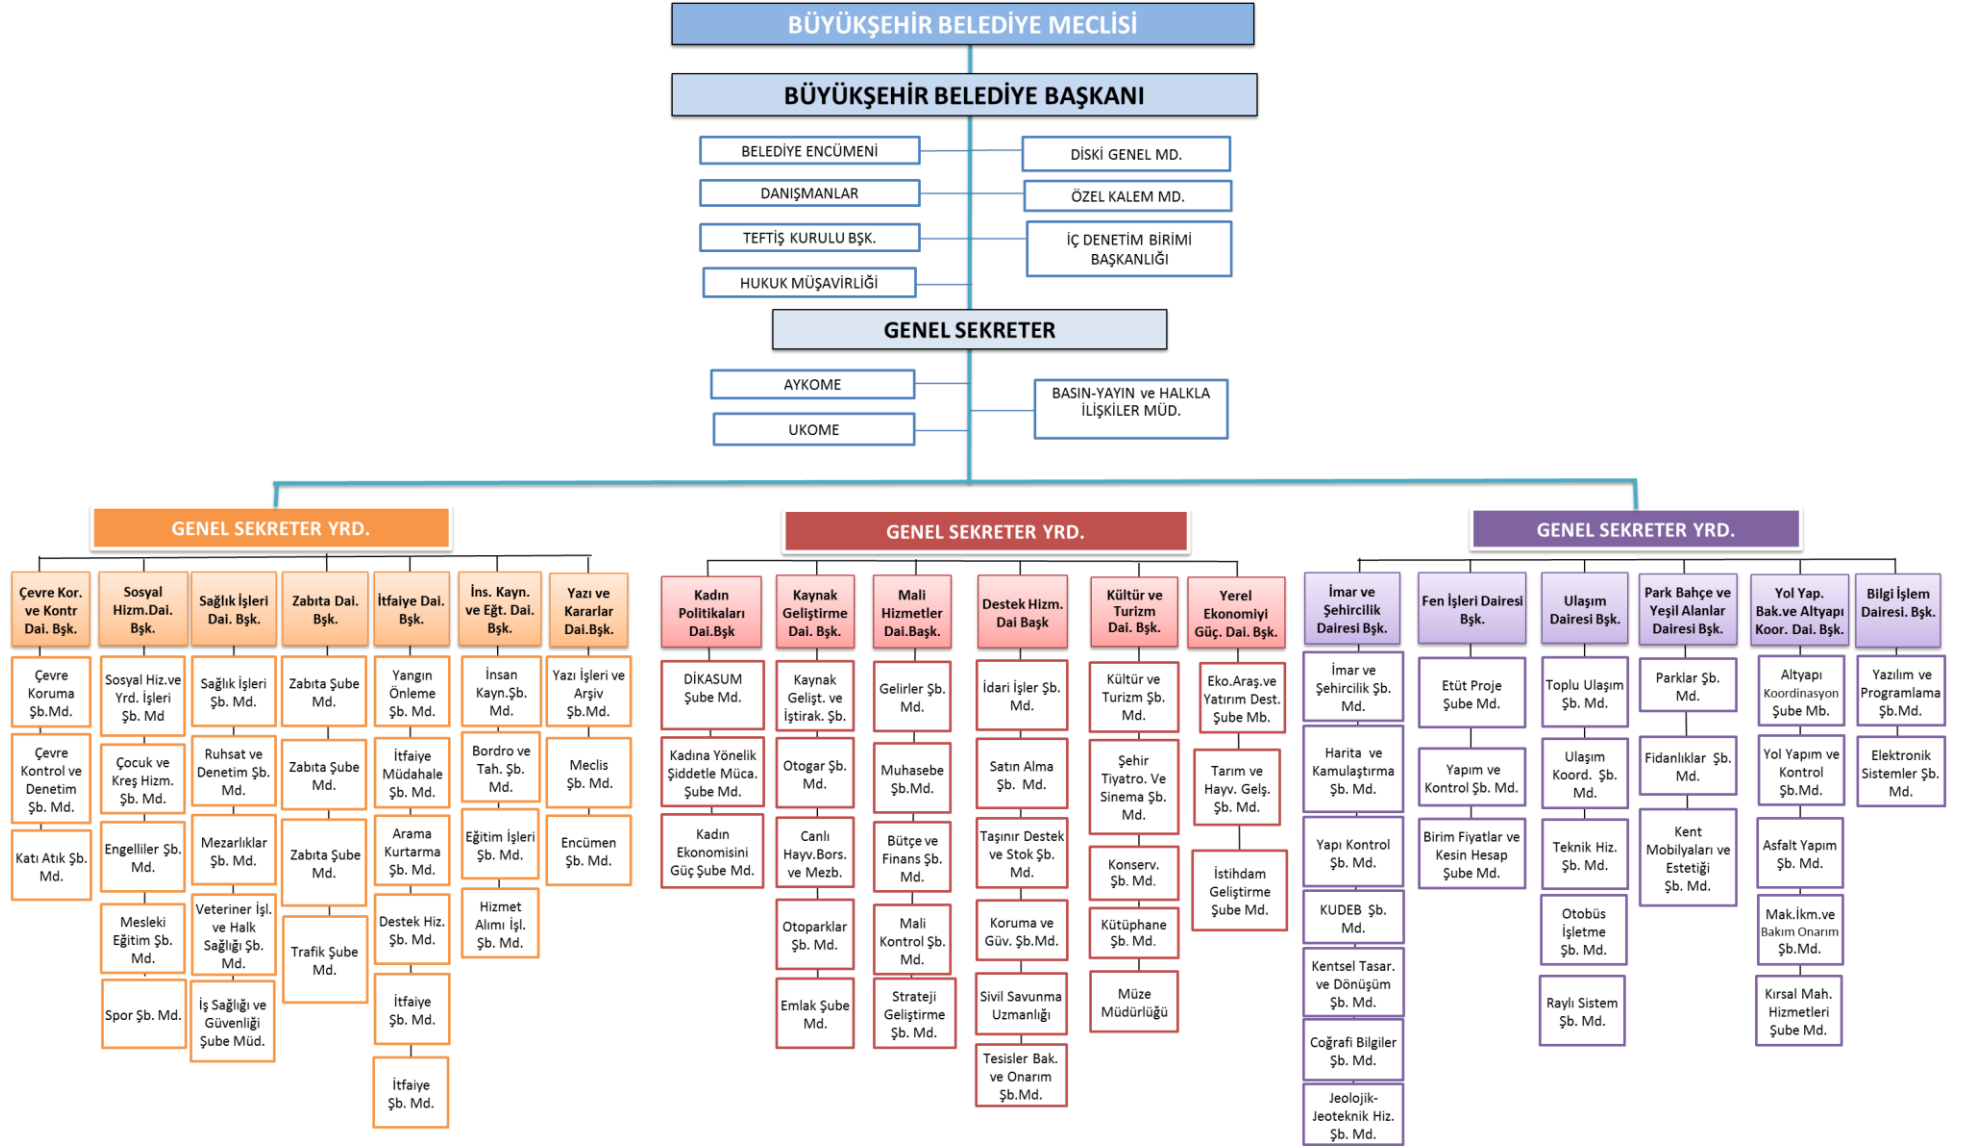 BÜYÜKŞEHİR BELEDİYE MECLİSİ
BÜYÜKŞEHİR BELEDİYE BAŞKANI
BELEDİYE ENCÜMENİ
DİSKİ GENEL MD.
DANIŞMANLAR
ÖZEL KALEM MD.
TEFTİŞ KURULU BŞK.
İÇ DENETİM BİRİMİ
BAŞKANLIĞI
HUKUK MÜŞAVİRLİĞİ
GENEL SEKRETER
AYKOME
BASIN-YAYIN ve HALKLA
İLİŞKİLER MÜD.
UKOME
GENEL SEKRETER YRD.
Çevre Kor.
ve Kontr
Dai. Bşk.
Çevre
Koruma
Şb.Md.
Çevre
Kontrol ve
Denetim
Şb. Md.
Katı Atık Şb.
Md.
Sosyal
Hizm.Dai.
Bşk.
Sosyal Hiz.ve
Yrd. İşleri
Şb. Md
Çocuk ve
Kreş Hizm.
Şb. Md.
Engelliler Şb.
Md.
Mesleki
Eğitim Şb.
Md.
Spor Şb. Md.
Sağlık İşleri
Dai. Bşk.
Sağlık İşleri
Şb. Md.
Ruhsat ve
Denetim Şb.
Md.
Mezarlıklar
Şb. Md.
Veteriner İşl.
ve Halk
Sağlığı Şb.
Md.
İş Sağlığı ve
Güvenliği
Şube Müd.
Zabıta Dai.
Bşk.
Zabıta Şube
Md.
Zabıta Şube
Md.
Zabıta Şube
Md.
Trafik Şube
Md.
İtfaiye Dai.
Bşk.
Yangın
Önleme
Şb. Md.
İtfaiye
Müdahale
Şb. Md.
Arama
Kurtarma
Şb. Md.
Destek Hiz.
Şb. Md.
İtfaiye
Şb. Md.
İtfaiye
Şb. Md.
İns. Kayn.
ve Eğt. Dai.
Bşk.
İnsan
Kayn.Şb.
Md.
Bordro ve
Tah. Şb.
Md.
Eğitim İşleri
Şb. Md.
Hizmet
Alımı İşl.
Şb. Md.
Yazı ve
Kararlar
Dai.Bşk.
Yazı İşleri ve
Arşiv
Şb.Md.
Meclis
Şb. Md.
Encümen
Şb. Md.
GENEL SEKRETER YRD.
Kadın
Politikaları
Dai.Bşk
DİKASUM
Şube Md.
Kadına Yönelik
Şiddetle Müca.
Şube Md.
Kadın
Ekonomisini
Güç Şube Md.
Kaynak
Geliştirme
Dai. Bşk.
Kaynak
Gelişt. ve
İştirak. Şb.
Otogar Şb.
Md.
Canlı
Hayv.Bors.
ve Mezb.
Otoparklar
Şb. Md.
Emlak Şube
Md.
Mali
Hizmetler
Dai.Başk.
Gelirler Şb.
Md.
Muhasebe
Şb.Md.
Bütçe ve
Finans Şb.
Md.
Mali
Kontrol Şb.
Md.
Strateji
Geliştirme
Şb. Md.
Destek Hizm.
Dai Başk
İdari İşler Şb.
Md.
Satın Alma
Şb. Md.
Taşınır Destek
ve Stok Şb.
Md.
Koruma ve
Güv. Şb.Md.
Sivil Savunma
Uzmanlığı
Tesisler Bak.
ve Onarım
Şb.Md.
Kültür ve
Turizm
Dai. Bşk.
Kültür ve
Turizm Şb.
Md.
Şehir
Tiyatro. Ve
Sinema Şb.
Md.
Konserv.
Şb. Md.
Kütüphane
Şb. Md.
Müze
Müdürlüğü
Yerel
Ekonomiyi
Güç. Dai. Bşk.
Eko.Araş.ve
Yatırım Dest.
Şube Mb.
Tarım ve
Hayv. Gelş.
Şb. Md.
İstihdam
Geliştirme
Şube Md.
GENEL SEKRETER YRD.
İmar ve
Şehircilik
Dairesi Bşk.
İmar ve
Şehircilik Şb.
Md.
Harita ve
Kamulaştırma
Şb. Md.
Yapı Kontrol
Şb. Md.
KUDEB Şb.
Md.
Kentsel Tasar.
ve Dönüşüm
Şb. Md.
Coğrafi Bilgiler
Şb. Md.
Jeolojik-
Jeoteknik Hiz.
Şb. Md.
Fen İşleri Dairesi
Bşk.
Etüt Proje
Şube Md.
Yapım ve
Kontrol Şb. Md.
Birim Fiyatlar ve
Kesin Hesap
Şube Md.
Ulaşım
Dairesi Bşk.
Toplu Ulaşım
Şb. Md.
Ulaşım
Koord. Şb.
Md.
Teknik Hiz.
Şb. Md.
Otobüs
İşletme
Şb. Md.
Raylı Sistem
Şb. Md.
Park Bahçe ve
Yeşil Alanlar
Dairesi Bşk.
Parklar Şb.
Md.
Fidanlıklar Şb.
Md.
Kent
Mobilyaları ve
Estetiği
Şb. Md.
Yol Yap.
Bak.ve Altyapı
Koor. Dai. Bşk.
Altyapı
Koordinasyon
Şube Mb.
Yol Yapım ve
Kontrol
Şb.Md.
Asfalt Yapım
Şb. Md.
Mak.İkm.ve
Bakım Onarım
Şb.Md.
Kırsal Mah.
Hizmetleri
Şube Md.
Bilgi İşlem
Dairesi. Bşk.
Yazılım ve
Programlama
Şb.Md.
Elektronik
Sistemler Şb.
Md.